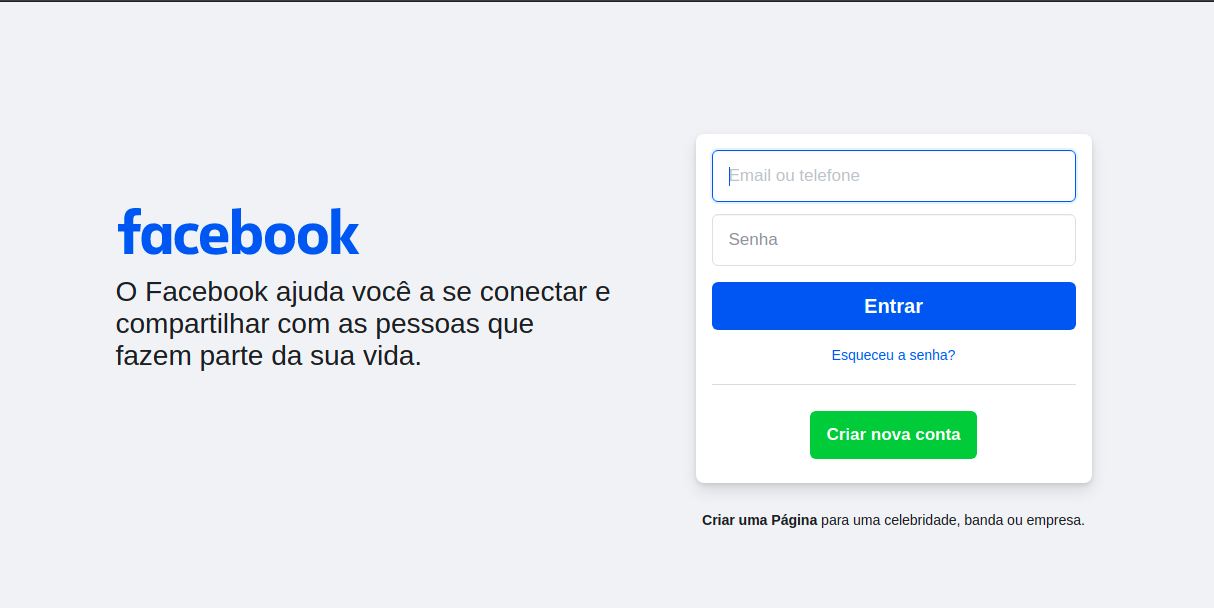 facebook
O Facebook ajuda você a se conectar e
compartilhar com as pessoas que
fazem parte da sua vida.
Email ou telefone
Senha
Entrar
Esqueceu a senha?
Criar nova conta
Criar uma Página para uma celebridade, banda ou empresa.